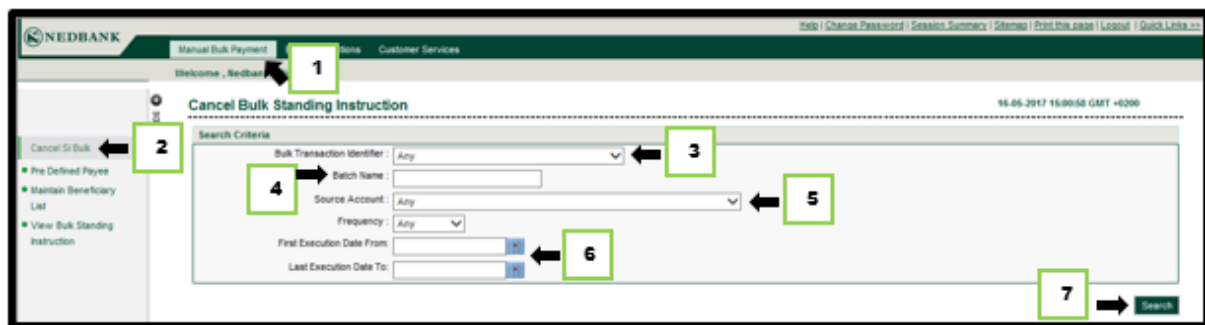 Help | Change Password | Session Summary | Sitemap | Print this page | Logout | Quick Links >>
NEDBANK
Manual Bulk Payment Customer Services
1
Welcome , Nedban
Cancel Bulk Standing Instruction 16-05-2017 15:00:58 GMT +0200
Search Criteria
Cancel SI Bulk 2
Bulk Transaction Identifier : Any 3
4 Batch Name :
Pre Defined Payee
Maintain Beneficiary
List
Source Account : Any 5
View Bulk Standing
Instruction
Frequency : Any
First Execution Date From:
6
Last Execution Date To:
7 Search